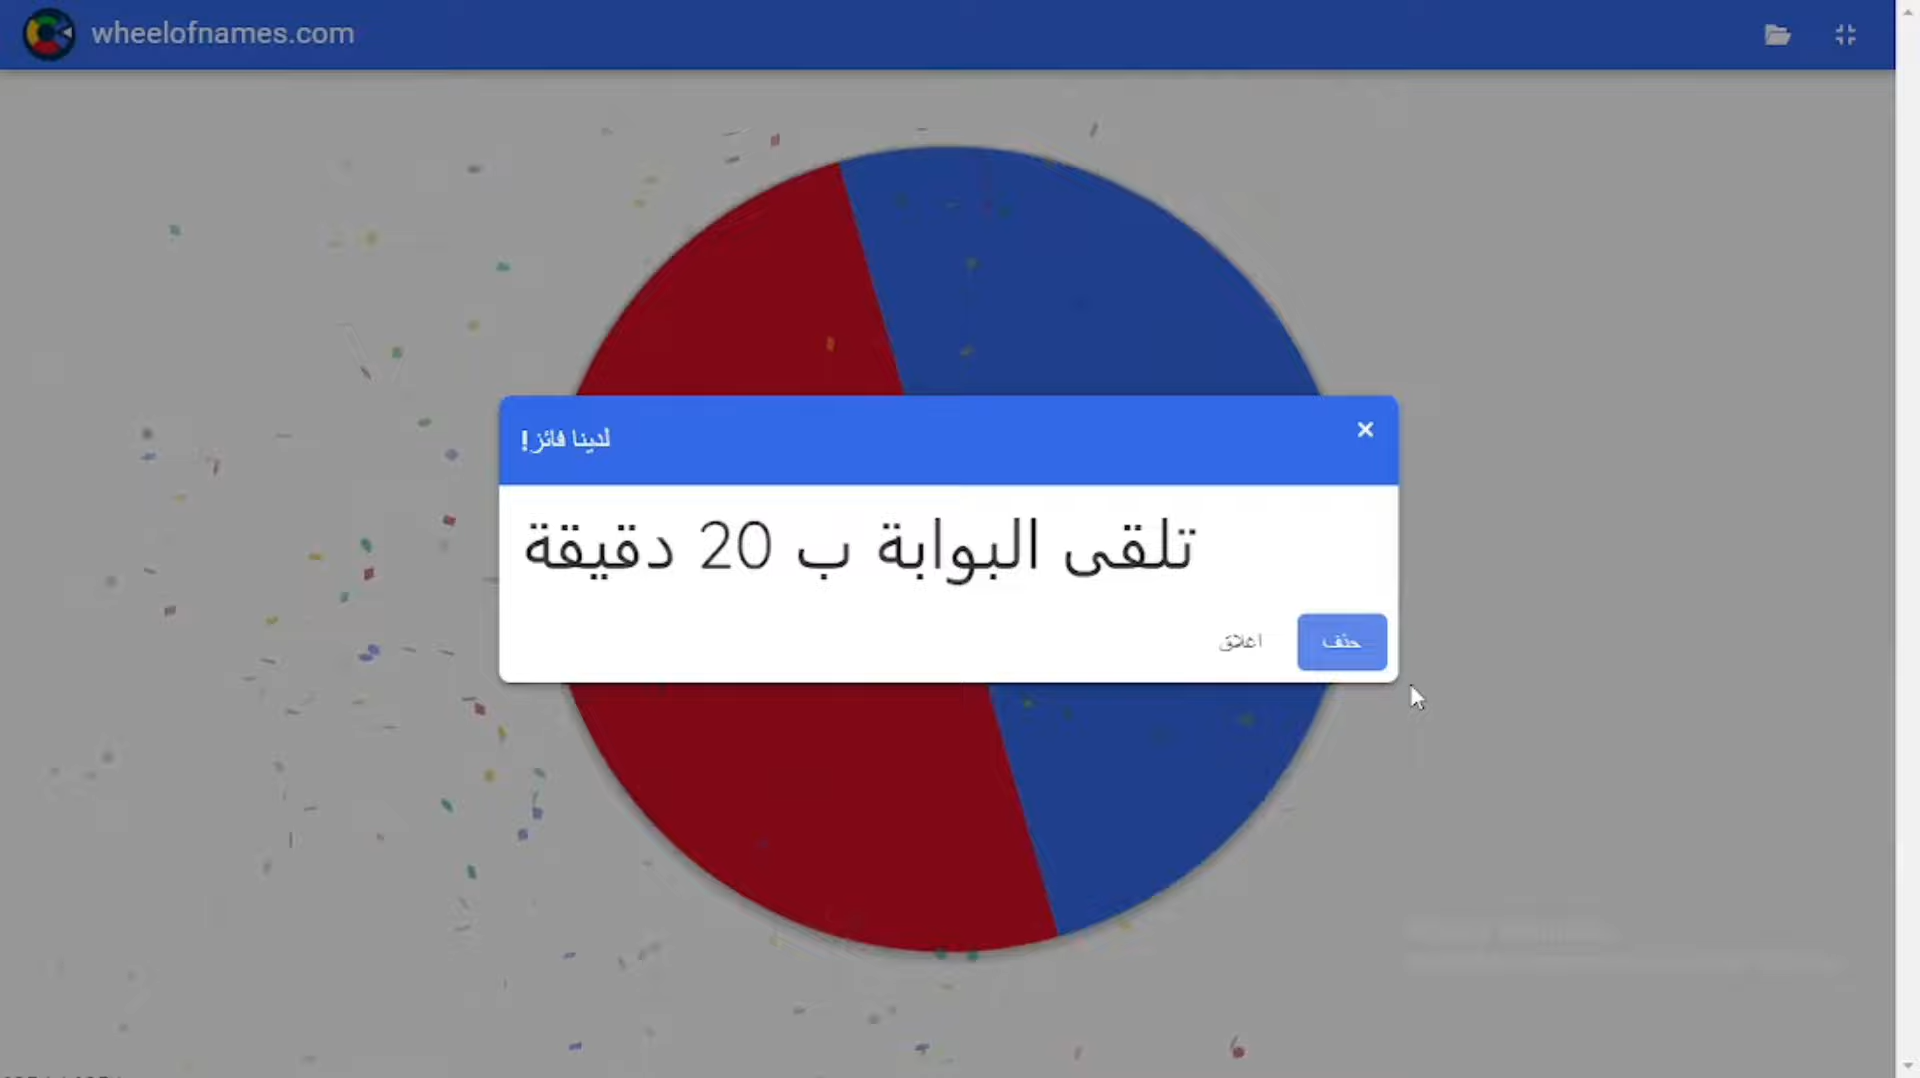 wheelofnames.com
لدينا فائز!
تلقى البوابة ب 20 دقيقة
اغلاق
حذف